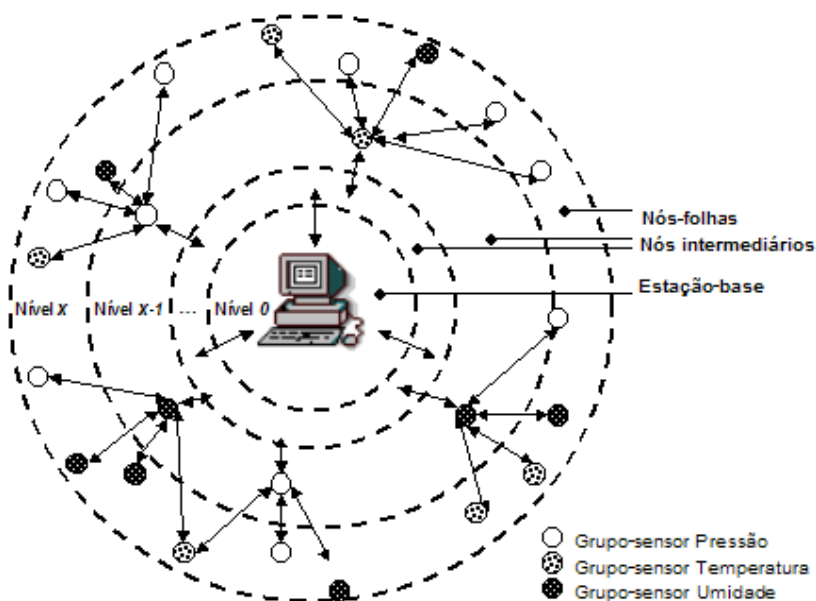 Nós-folhas
Nós intermediários
Estação-base
Nível X Nível X-1 ... Nível 0
Grupo-sensor Pressão
Grupo-sensor Temperatura
Grupo-sensor Umidade